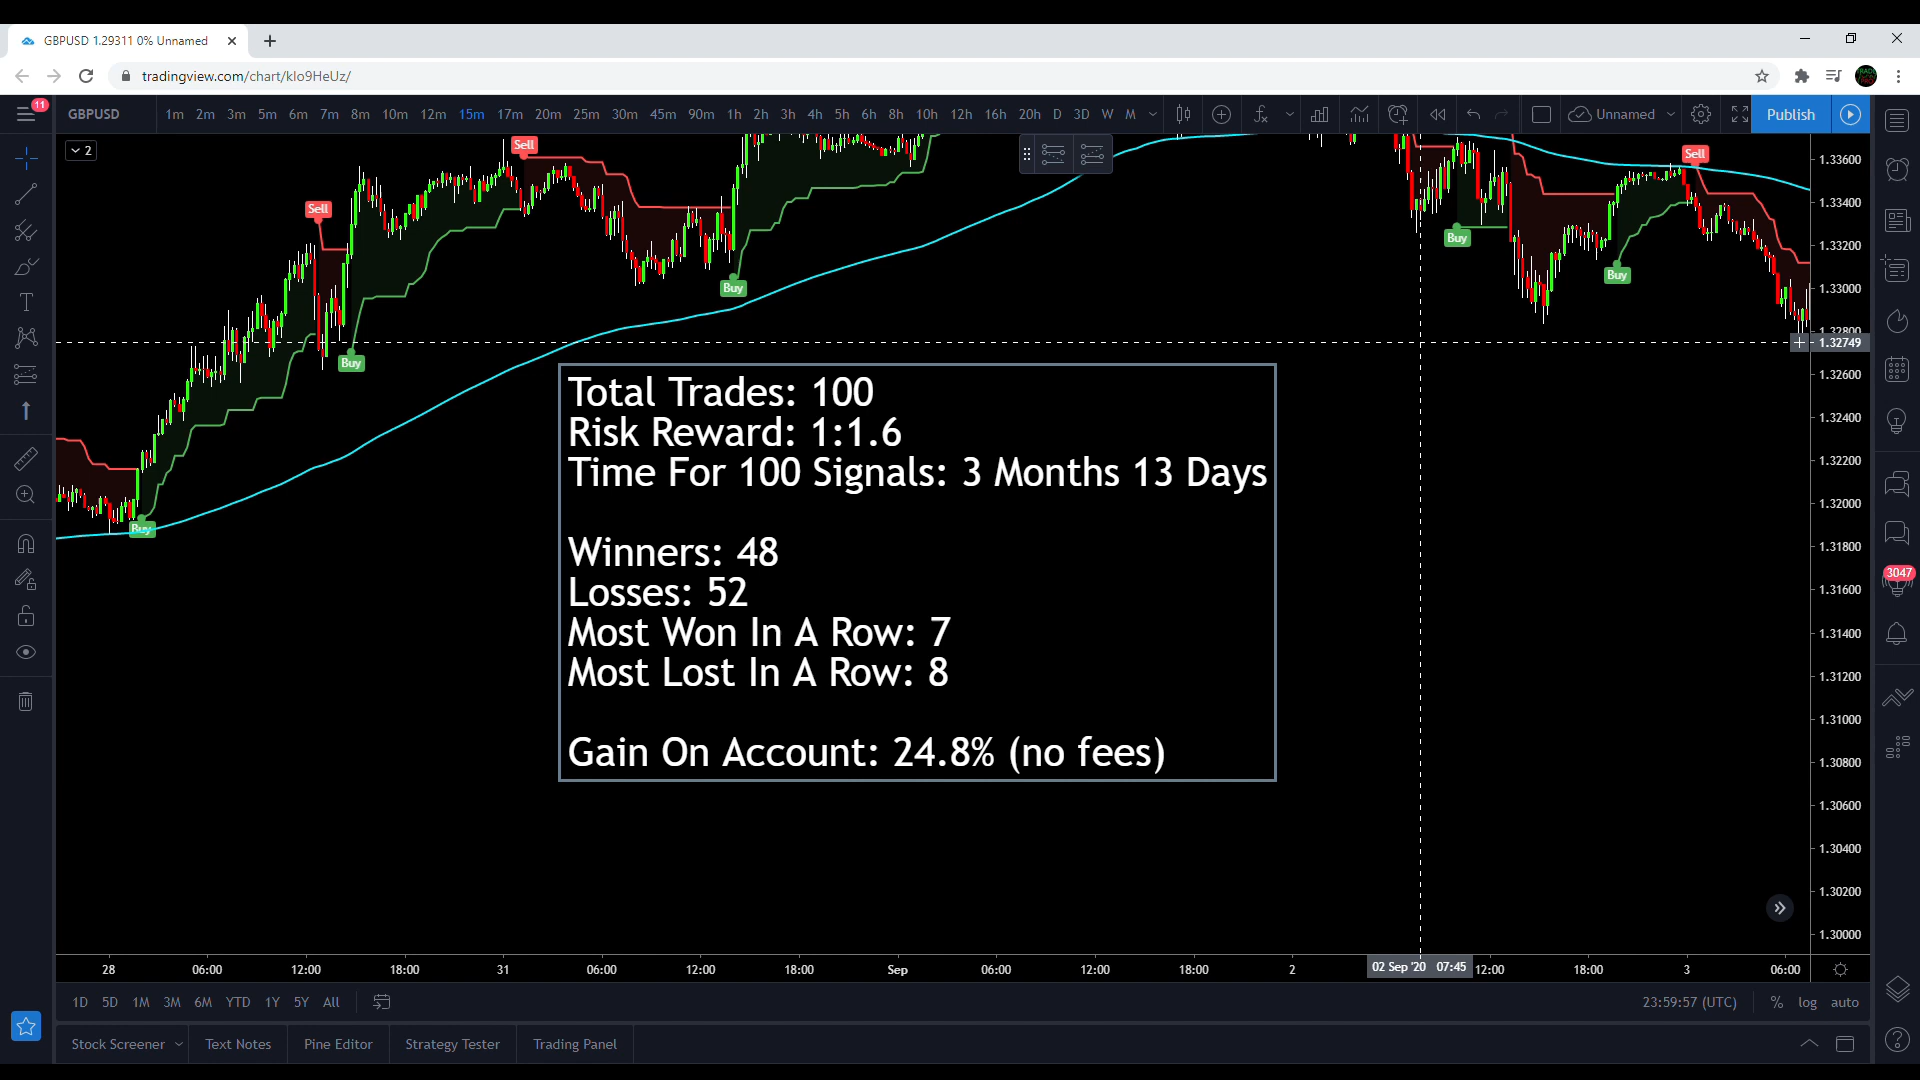 GBPUSD 1.29311 0% Unnamed
tradingview.com/chart/klo9HeUz/
11
GBPUSD 1m 2m 3m 5m 6m 7m 8m 10m 12m 15m 17m 20m 25m 30m 45m 90m 1h 2h 3h 4h 5h 6h 8h 10h 12h 16h 20h D 3D W M Unnamed Publish
2
Sell
Sell
Sell
Buy
Buy
Buy
Buy
Buy
Total Trades: 100
Risk Reward: 1:1.6
Time For 100 Signals: 3 Months 13 Days
Winners: 48
Losses: 52
Most Won In A Row: 7
Most Lost In A Row: 8
Gain On Account: 24.8% (no fees)
1.33600
1.33400
1.33200
1.33000
1.32800
1.32749
1.32600
1.32400
1.32200
1.32000
1.31800
1.31600
1.31400
1.31200
1.31000
1.30800
1.30600
1.30400
1.30200
1.30000
3047
28 06:00 12:00 18:00 31 06:00 12:00 18:00 Sep 06:00 12:00 18:00 2 02 Sep '20 07:45 12:00 18:00 3 06:00
1D 5D 1M 3M 6M YTD 1Y 5Y All 23:59:57 (UTC) % log auto
Stock Screener Text Notes Pine Editor Strategy Tester Trading Panel